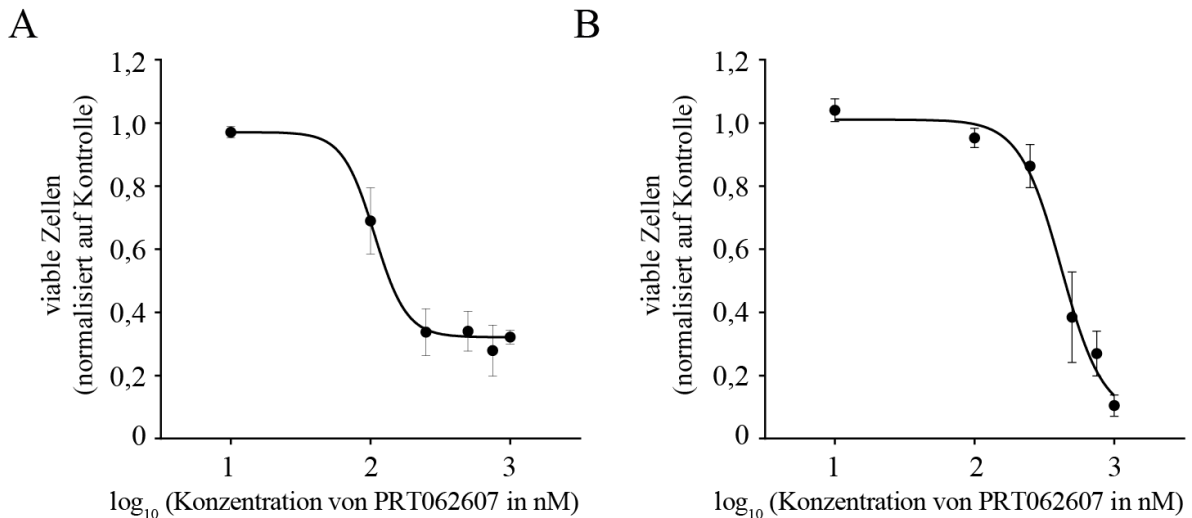 A
viable Zellen
(normalisiert auf Kontrolle)
1,2
1,0
0,8
0,6
0,4
0,2
0
1 2 3
log₁₀ (Konzentration von PRT062607 in nM)
B
viable Zellen
(normalisiert auf Kontrolle)
1,2
1,0
0,8
0,6
0,4
0,2
0
1 2 3
log₁₀ (Konzentration von PRT062607 in nM)